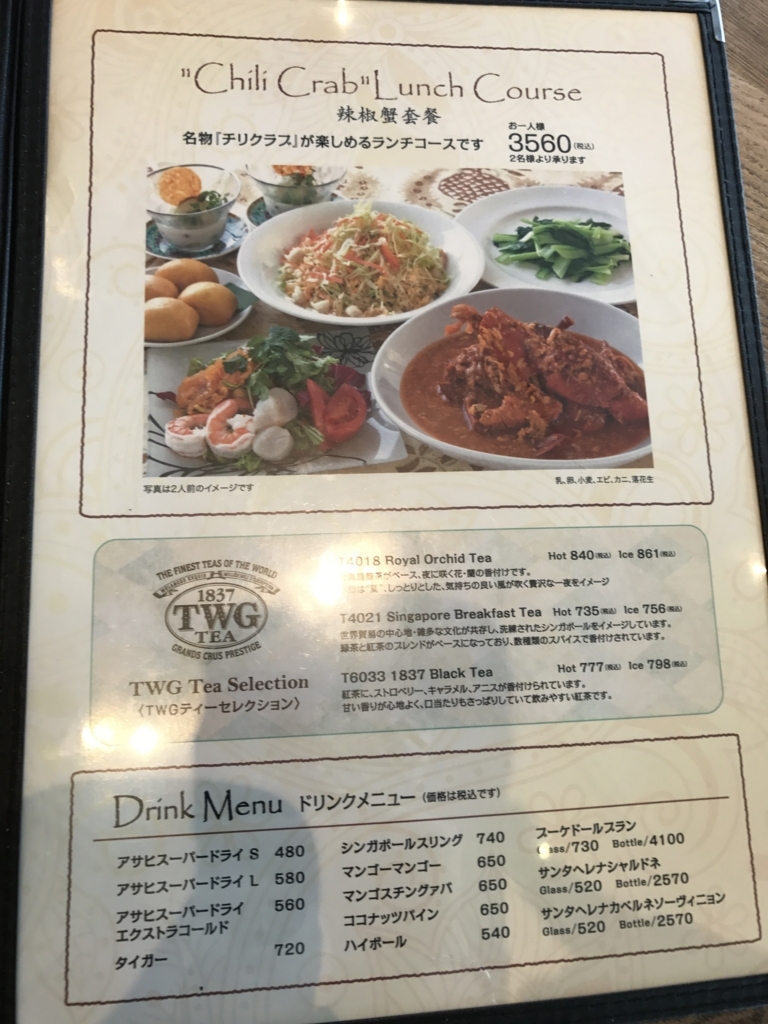 "Chili Crab" Lunch Course
辣椒蟹套餐
名物『チリクラブ』が楽しめるランチコースです
お一人様
3560(税込)
2名様より承ります
写真は2人前のイメージです
乳、卵、小麦、エビ、カニ、落花生
THE FINEST TEAS OF THE WORLD
1837
TWG
TEA
GRANDS CRUS PRESTIGE
TWG Tea Selection
〈TWGティーセレクション〉
T4018 Royal Orchid Tea Hot 840(税込) Ice 861(税込)
茶がベース、夜に咲く花・蘭の香付けです。
しっとりとした、気持ちの良い風が吹く贅沢な一夜をイメージ
T4021 Singapore Breakfast Tea Hot 735(税込) Ice 756(税込)
世界貿易の中心地・雑多な文化が共存し、洗練されたシンガポールをイメージしています。
緑茶と紅茶のブレンドがベースになっており、数種類のスパイスで香付けされています。
T6033 1837 Black Tea Hot 777(税込) Ice 798(税込)
紅茶に、ストロベリー、キャラメル、アニスが香付けられています。
甘い香りが心地よく、口当たりもさっぱりしていて飲みやすい紅茶です。
Drink Menu ドリンクメニュー (価格は税込です)
アサヒスーパードライ S 480
アサヒスーパードライ L 580
アサヒスーパードライ 560
エクストラコールド
タイガー 720
シンガポールスリング 740
マンゴーマンゴー 650
マンゴスチングァバ 650
ココナッツパイン 650
ハイボール 540
プーケドールブラン
Glass/730 Bottle/4100
サンタヘレナシャルドネ
Glass/520 Bottle/2570
サンタヘレナカベルネソーヴィニョン
Glass/520 Bottle/2570